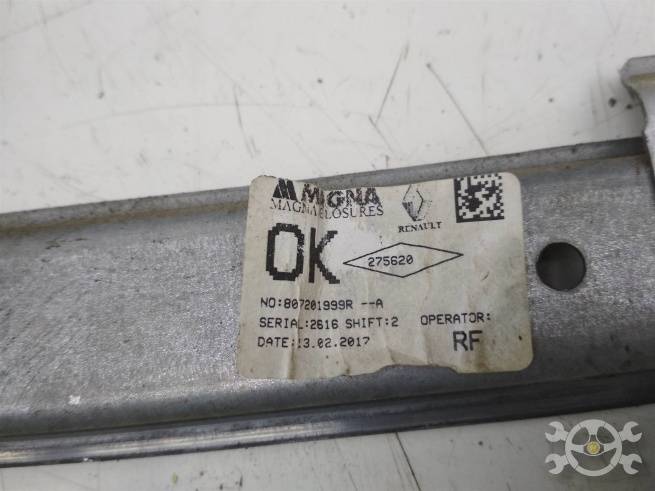 MAGNA
MAGNA CLOSURES
RENAULT
OK
275620
NO:807201999R --A
SERIAL:2616 SHIFT:2 OPERATOR:
DATE:13.02.2017 RF